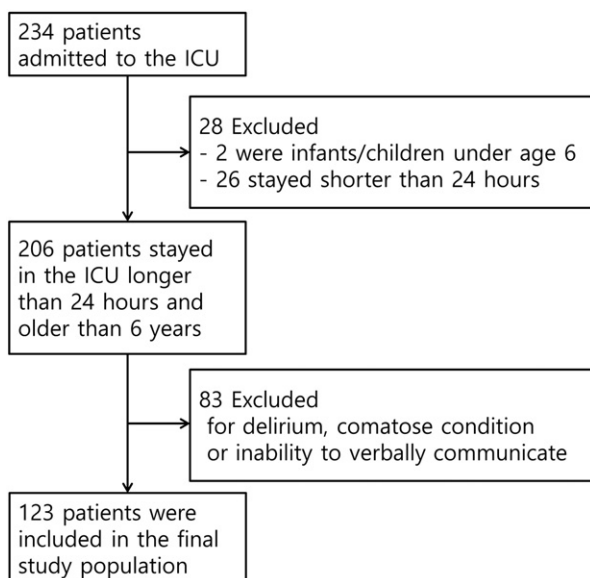 234 patients
admitted to the ICU
28 Excluded
- 2 were infants/children under age 6
- 26 stayed shorter than 24 hours
206 patients stayed
in the ICU longer
than 24 hours and
older than 6 years
83 Excluded
for delirium, comatose condition
or inability to verbally communicate
123 patients were
included in the final
study population